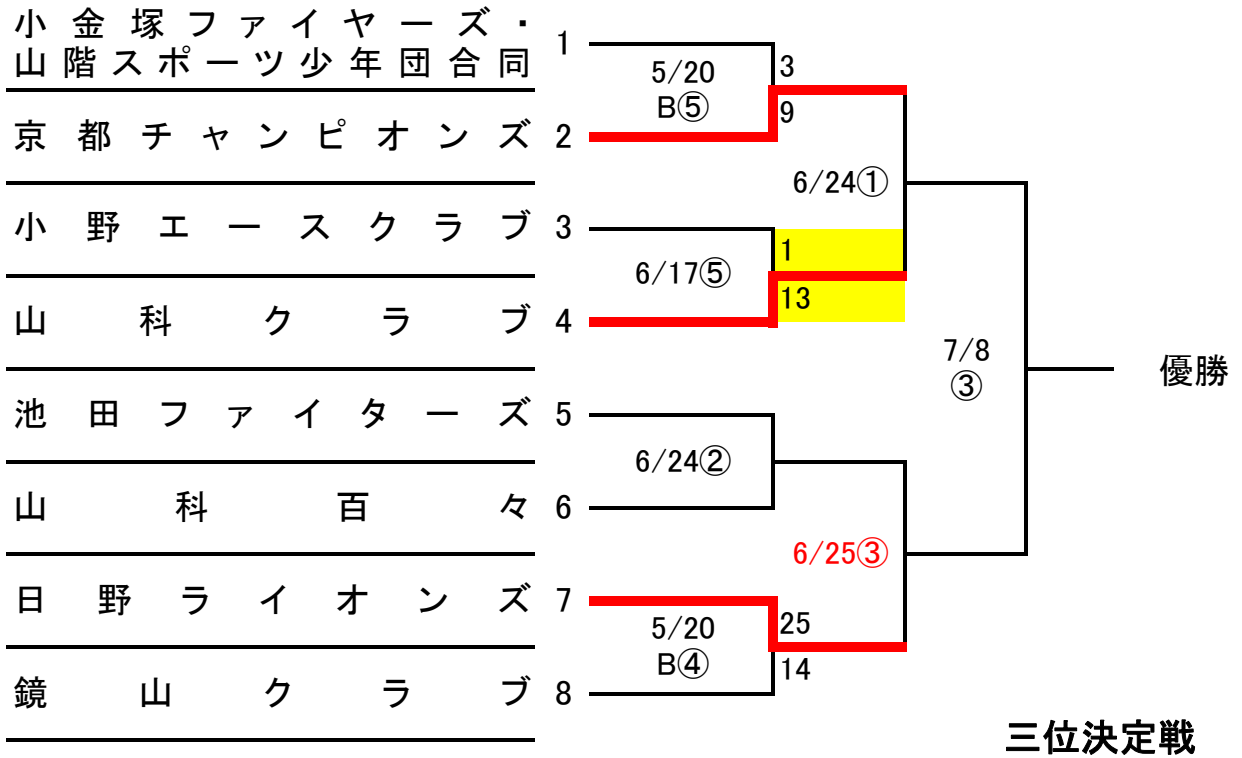 小金塚ファイヤーズ・
山階スポーツ少年団合同
1
5/20
B⑤
3
9
京都チャンピオンズ
2
6/24①
小野エースクラブ
3
6/17⑤
1
13
山科クラブ
4
7/8
③
優勝
池田ファイターズ
5
6/24②
山科百々
6
6/25③
日野ライオンズ
7
5/20
B④
25
14
鏡山クラブ
8
三位決定戦